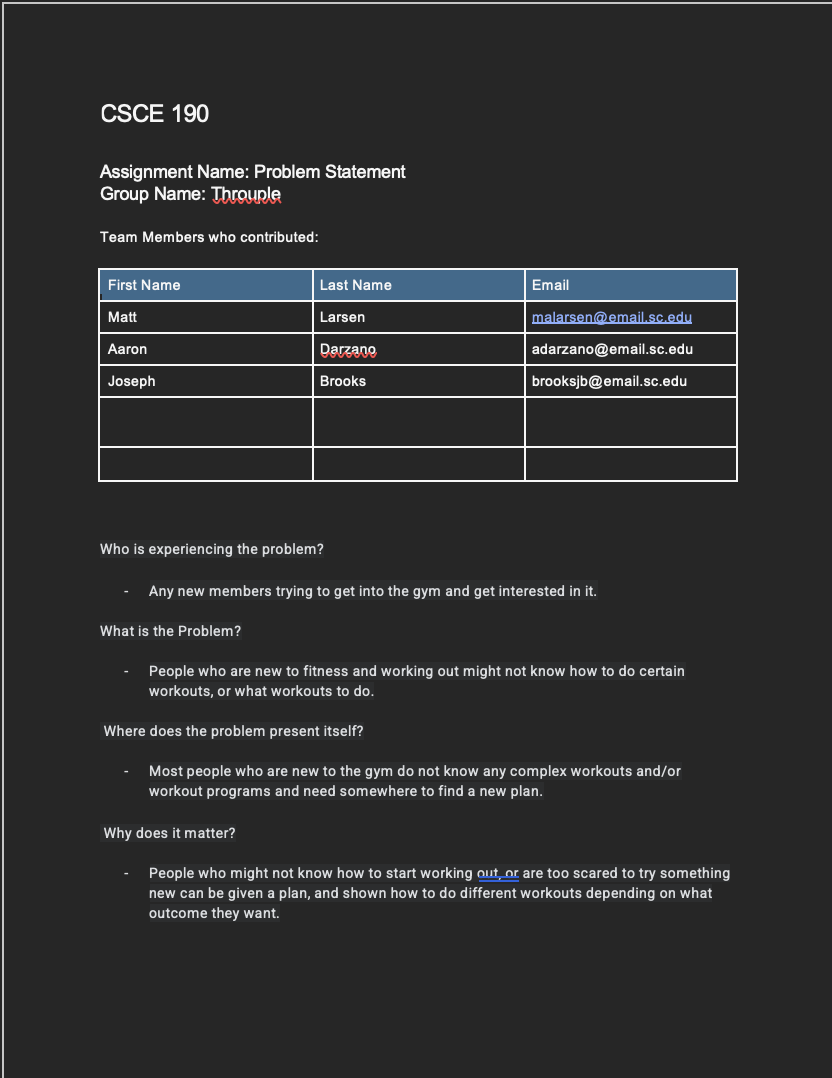 CSCE 190
Assignment Name: Problem Statement
Group Name: Throuple
Team Members who contributed:
First Name Last Name Email
Matt Larsen malarsen@email.sc.edu
Aaron Darzano adarzano@email.sc.edu
Joseph Brooks brooksjb@email.sc.edu
Who is experiencing the problem?
- Any new members trying to get into the gym and get interested in it.
What is the Problem?
- People who are new to fitness and working out might not know how to do certain
workouts, or what workouts to do.
Where does the problem present itself?
- Most people who are new to the gym do not know any complex workouts and/or
workout programs and need somewhere to find a new plan.
Why does it matter?
- People who might not know how to start working out, or are too scared to try something
new can be given a plan, and shown how to do different workouts depending on what
outcome they want.